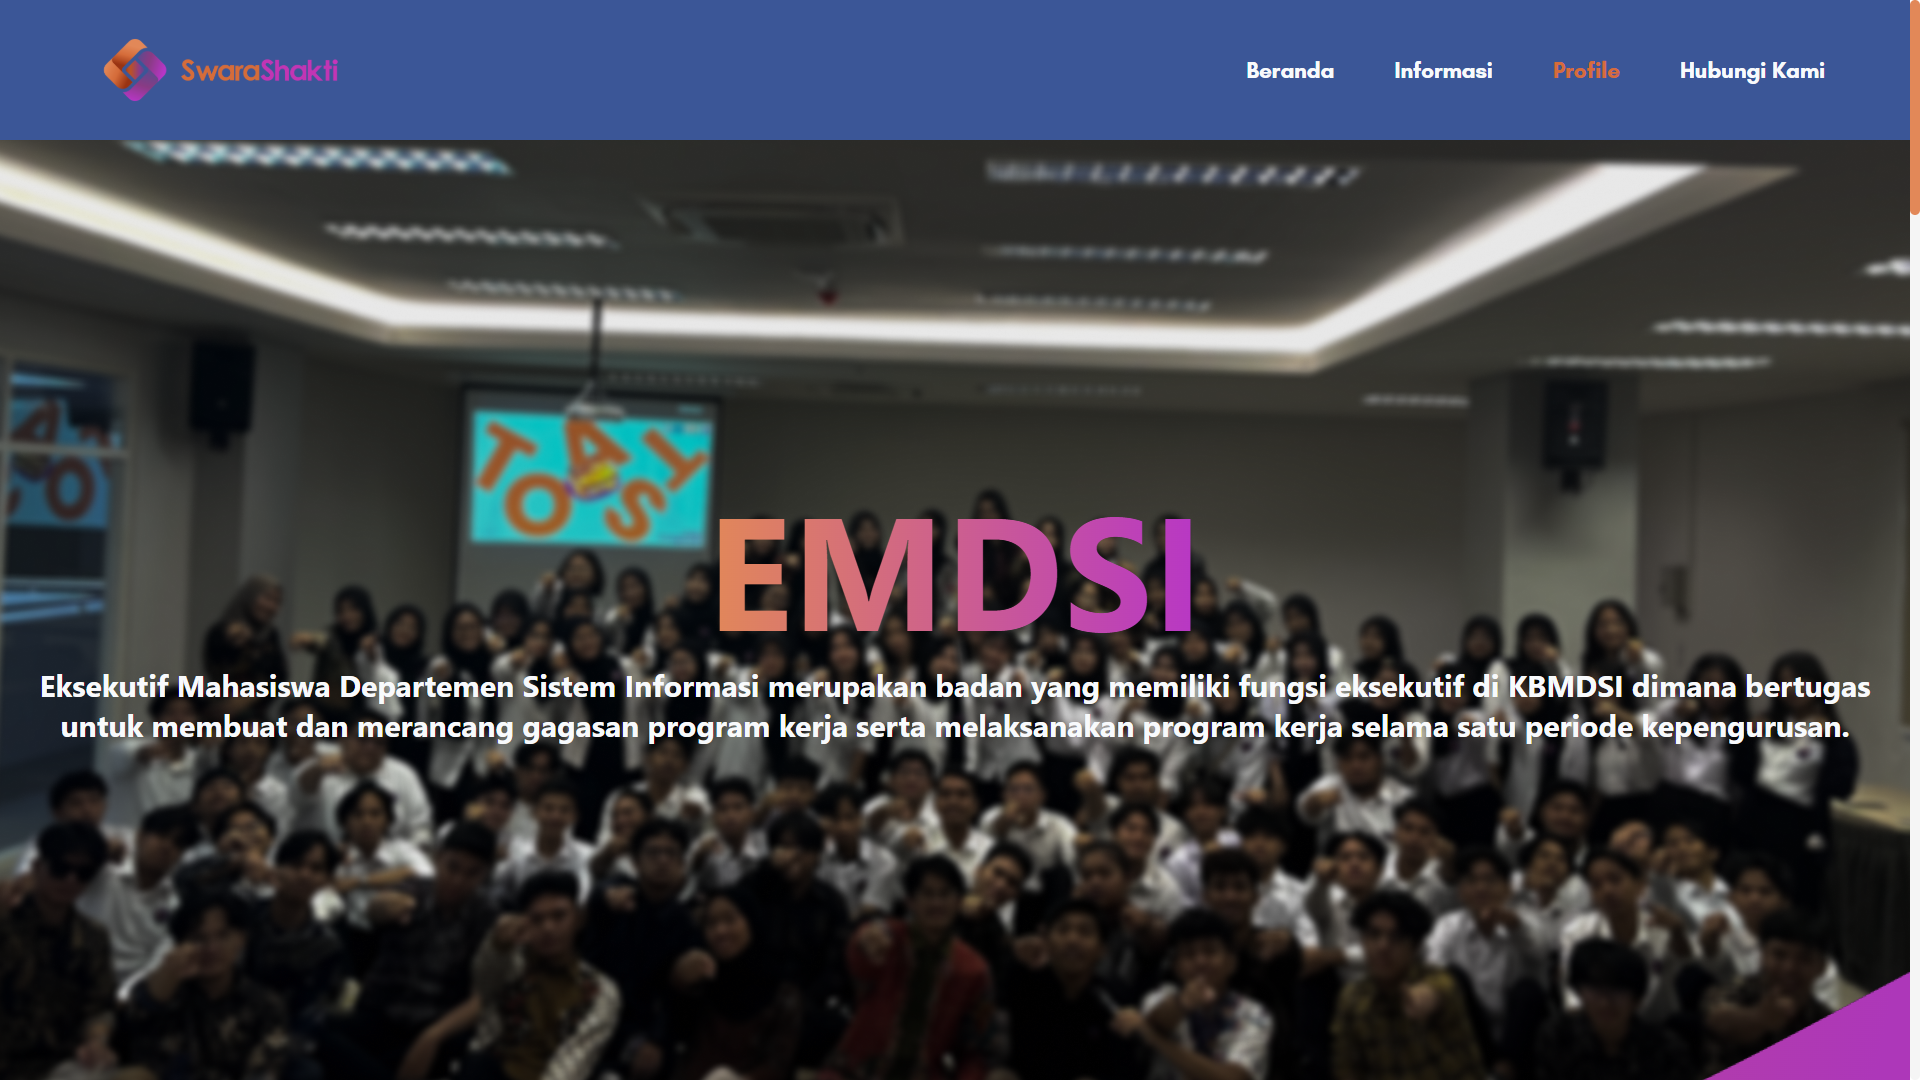 SwaraShakti
Beranda
Informasi
Profile
Hubungi Kami
TOAST
EMDSI
Eksekutif Mahasiswa Departemen Sistem Informasi merupakan badan yang memiliki fungsi eksekutif di KBMDSI dimana bertugas
untuk membuat dan merancang gagasan program kerja serta melaksanakan program kerja selama satu periode kepengurusan.